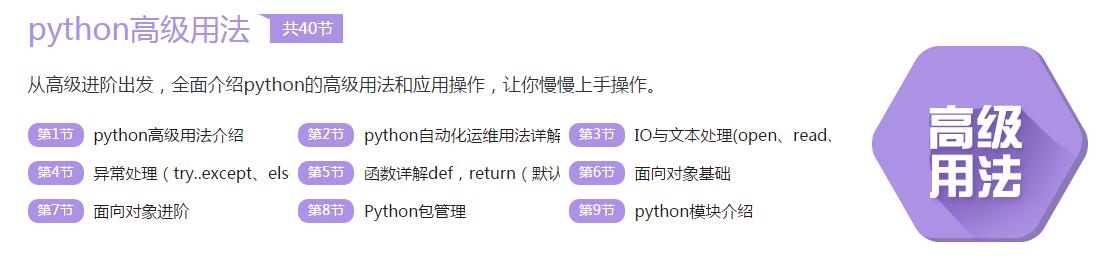 python高级用法 共40节
从高级进阶出发，全面介绍python的高级用法和应用操作，让你慢慢上手操作。
第1节 python高级用法介绍 第2节 python自动化运维用法详解 第3节 IO与文本处理(open、read、
第4节 异常处理（try..except、els 第5节 函数详解def，return（默认 第6节 面向对象基础
第7节 面向对象进阶 第8节 Python包管理 第9节 python模块介绍
高级
用法